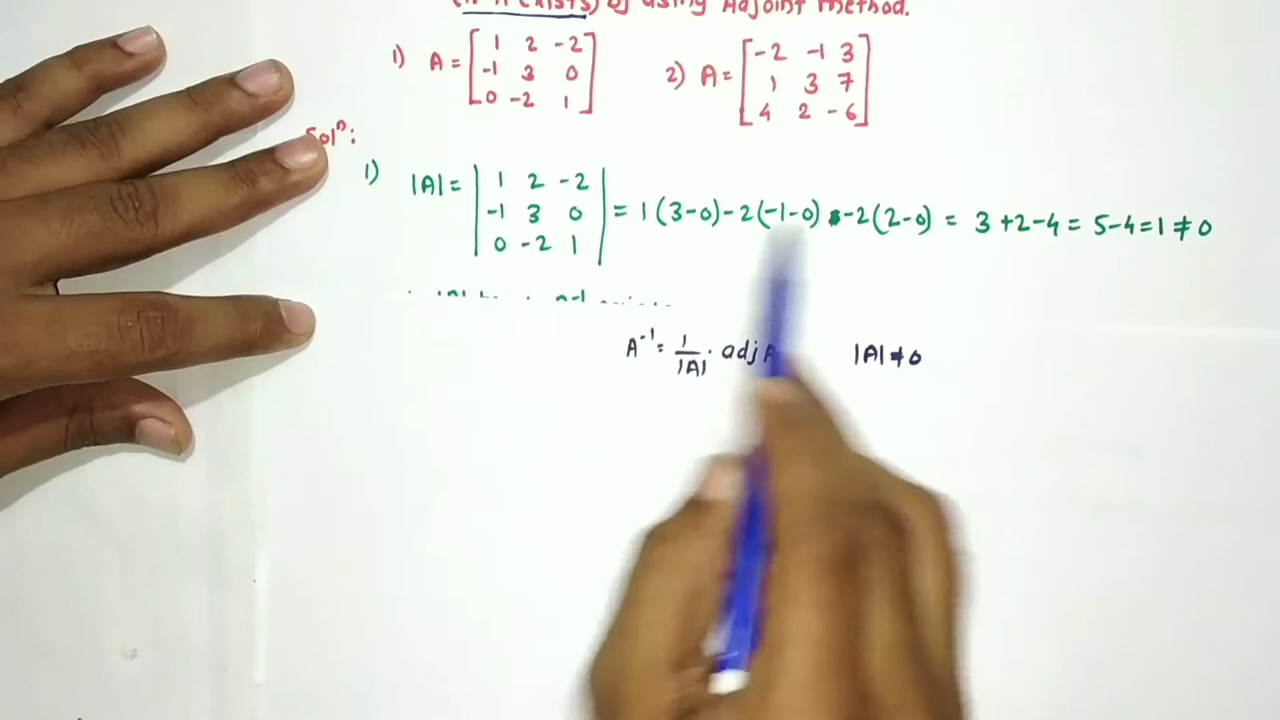 (if it exists) by using Adjoint method.
1) A = [ 1 2 -2 2) A = [ -2 -1 3
-1 3 0 1 3 7
0 -2 1 ] 4 2 -6 ]
Solⁿ:
1) |A| = | 1 2 -2
-1 3 0 | = 1(3-0)-2(-1-0) -2(2-0) = 3+2-4 = 5-4=1 ≠ 0
0 -2 1
A⁻¹ = 1/|A| · adj A |A| ≠ 0